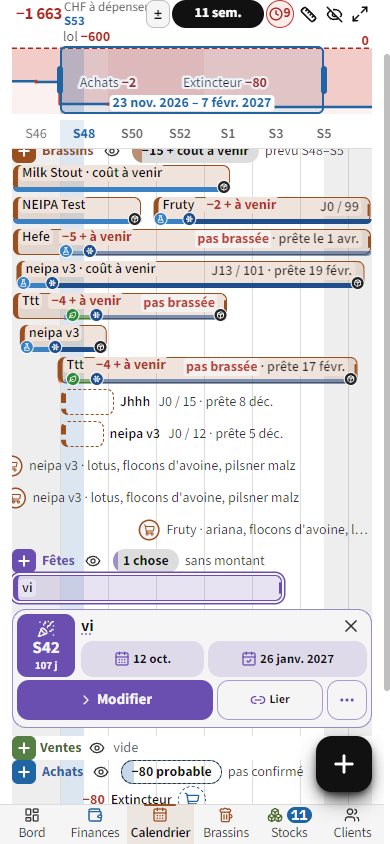 −1 663
CHF à dépenser
S53
lol −600
±
11 sem.
9
0
Achats −2
Extincteur −80
23 nov. 2026 – 7 févr. 2027
S46 S48 S50 S52 S1 S3 S5
Brassins −15 + coût à venir prévu S48–S5
Milk Stout · coût à venir
NEIPA Test
Fruty −2 + à venir J0 / 99
Hefe −5 + à venir pas brassée · prête le 1 avr.
neipa v3 · coût à venir J13 / 101 · prête 19 févr.
Ttt −4 + à venir pas brassée
neipa v3
Ttt −4 + à venir pas brassée · prête 17 févr.
Jhhh J0 / 15 · prête 8 déc.
neipa v3 J0 / 12 · prête 5 déc.
neipa v3 · lotus, flocons d'avoine, pilsner malz
neipa v3 · lotus, flocons d'avoine, pilsner malz
Fruty · ariana, flocons d'avoine, l…
Fêtes 1 chose sans montant
vi
S42
107 j
vi
12 oct.
26 janv. 2027
Modifier
Lier
Ventes vide
Achats −80 probable pas confirmé
−80 Extincteur
Bord
Finances
Calendrier
Brassins
Stocks 11
Clients